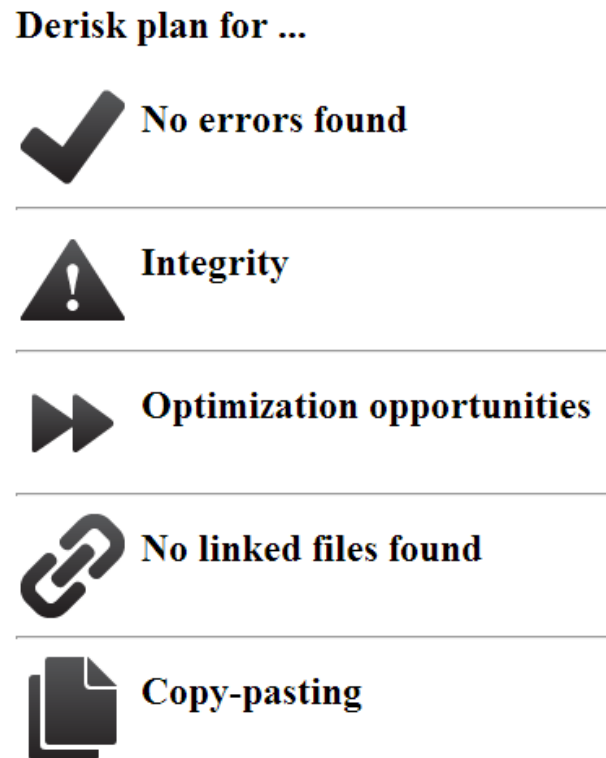 Derisk plan for ...
No errors found
Integrity
Optimization opportunities
No linked files found
Copy-pasting